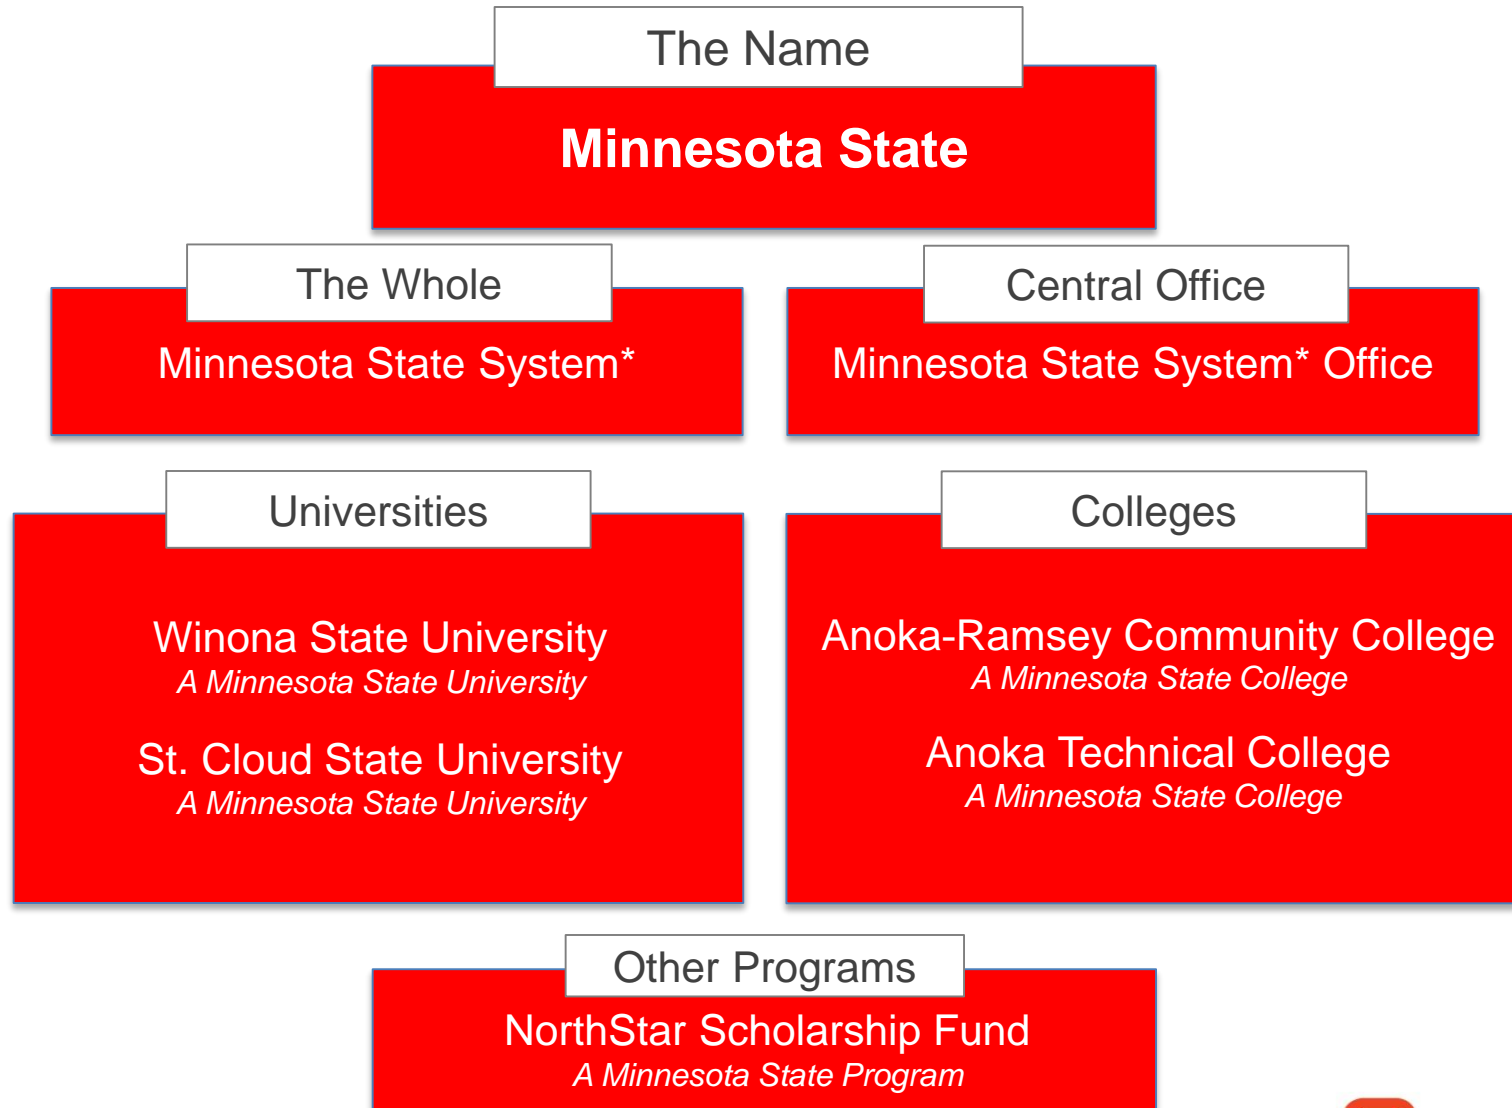 The Name
Minnesota State
The Whole
Minnesota State System*
Central Office
Minnesota State System* Office
Universities
Winona State University
A Minnesota State University
St. Cloud State University
A Minnesota State University
Colleges
Anoka-Ramsey Community College
A Minnesota State College
Anoka Technical College
A Minnesota State College
Other Programs
NorthStar Scholarship Fund
A Minnesota State Program